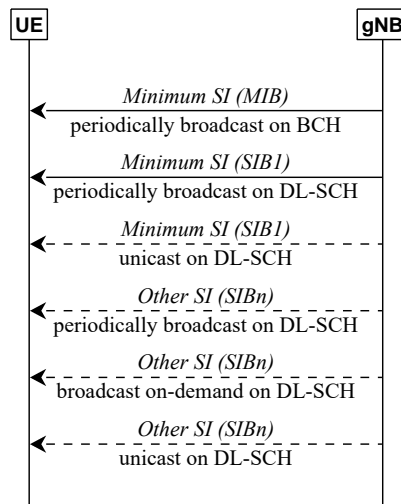 UE
gNB
Minimum SI (MIB)
periodically broadcast on BCH
Minimum SI (SIB1)
periodically broadcast on DL-SCH
Minimum SI (SIB1)
unicast on DL-SCH
Other SI (SIBn)
periodically broadcast on DL-SCH
Other SI (SIBn)
broadcast on-demand on DL-SCH
Other SI (SIBn)
unicast on DL-SCH